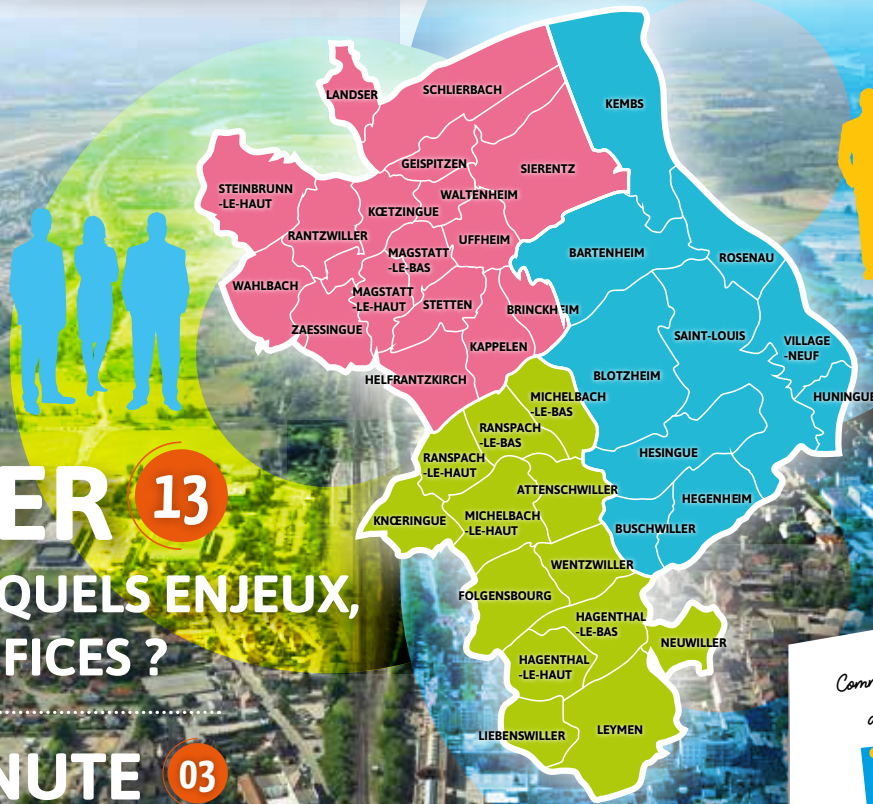 LANDSER
SCHLIERBACH
KEMBS
GEISPITZEN
SIERENTZ
STEINBRUNN
-LE-HAUT
WALTENHEIM
KŒTZINGUE
RANTZWILLER
UFFHEIM
MAGSTATT
-LE-BAS
BARTENHEIM
ROSENAU
WAHLBACH
MAGSTATT
-LE-HAUT
STETTEN
BRINCKHEIM
ZAESSINGUE
KAPPELEN
SAINT-LOUIS
VILLAGE
-NEUF
HELFRANTZKIRCH
BLOTZHEIM
MICHELBACH
-LE-BAS
HUNINGUE
RANSPACH
-LE-BAS
RANSPACH
-LE-HAUT
HESINGUE
ATTENSCHWILLER
HEGENHEIM
KNŒRINGUE
MICHELBACH
-LE-HAUT
BUSCHWILLER
WENTZWILLER
FOLGENSBOURG
HAGENTHAL
-LE-BAS
NEUWILLER
HAGENTHAL
-LE-HAUT
LIEBENSWILLER
LEYMEN
ER 13
QUELS ENJEUX,
FICES ?
NUTE 03
Comm